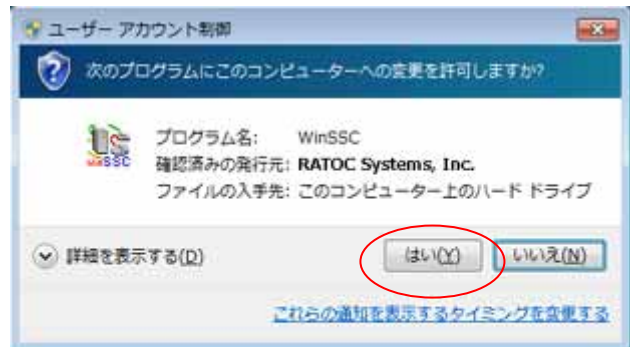 ユーザー アカウント制御
次のプログラムにこのコンピューターへの変更を許可しますか?
WinSSC
プログラム名: WinSSC
確認済みの発行元: RATOC Systems, Inc.
ファイルの入手先: このコンピューター上のハード ドライブ
詳細を表示する(D)
はい(Y)
いいえ(N)
これらの通知を表示するタイミングを変更する